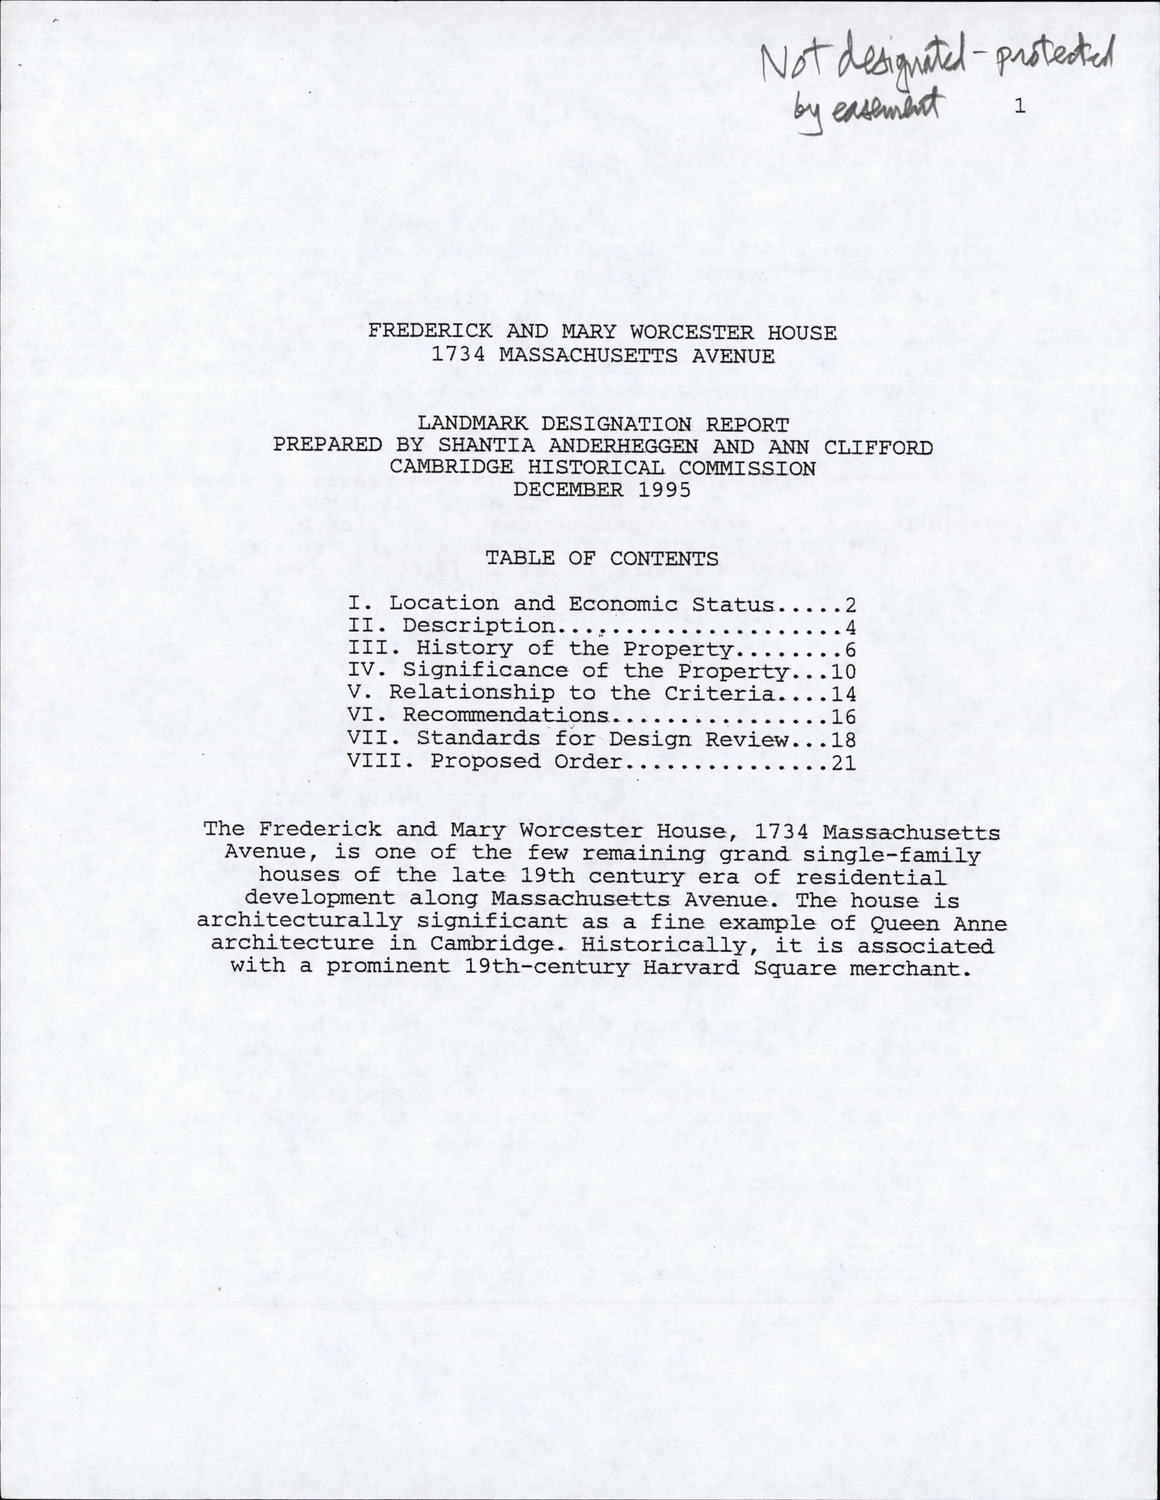 Not designated - protected
by easement
1
FREDERICK AND MARY WORCESTER HOUSE
1734 MASSACHUSETTS AVENUE
LANDMARK DESIGNATION REPORT
PREPARED BY SHANTIA ANDERHEGGEN AND ANN CLIFFORD
CAMBRIDGE HISTORICAL COMMISSION
DECEMBER 1995
TABLE OF CONTENTS
I. Location and Economic Status.....2
II. Description.....................4
III. History of the Property........6
IV. Significance of the Property...10
V. Relationship to the Criteria....14
VI. Recommendations................16
VII. Standards for Design Review...18
VIII. Proposed Order...............21
The Frederick and Mary Worcester House, 1734 Massachusetts
Avenue, is one of the few remaining grand single-family
houses of the late 19th century era of residential
development along Massachusetts Avenue. The house is
architecturally significant as a fine example of Queen Anne
architecture in Cambridge. Historically, it is associated
with a prominent 19th-century Harvard Square merchant.